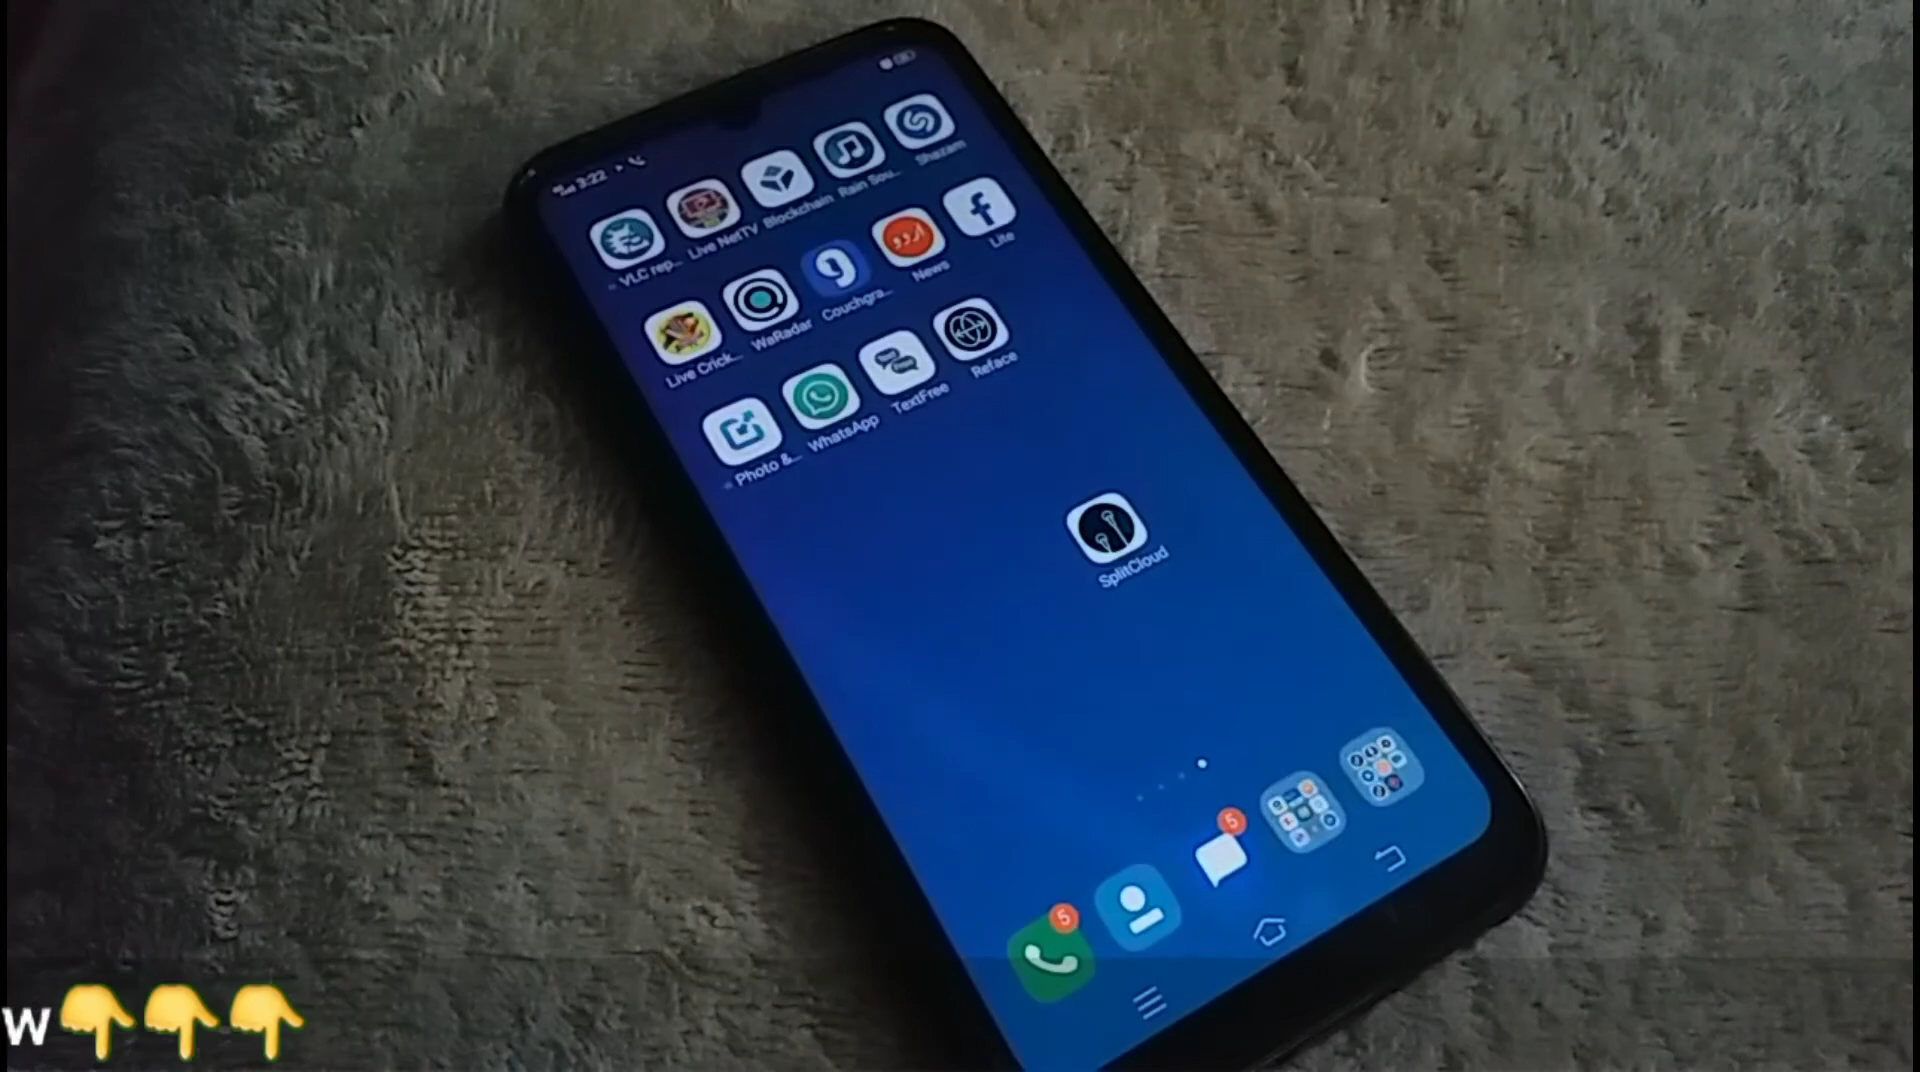 3:22
VLC rep... Live NetTV Blockchain Rain Sou... Shazam
Live Crick... WaRadar Couchgra... News Lite
اردو
Photo &... WhatsApp TextFree Reface
SplitCloud
5
5
w👇👇👇